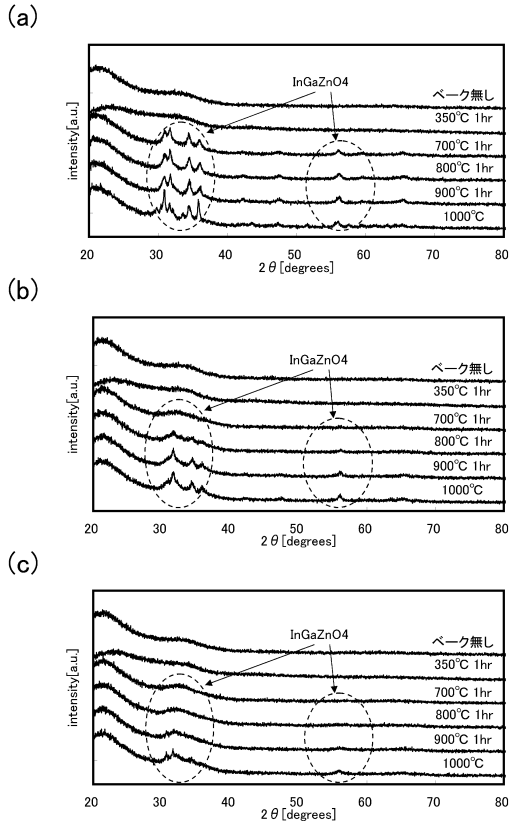 (a)
InGaZnO4
ベーク無し
350℃ 1hr
700℃ 1hr
800℃ 1hr
900℃ 1hr
1000℃
intensity[a.u.]
20 30 40 50 60 70 80
2θ[degrees]
(b)
InGaZnO4
ベーク無し
350℃ 1hr
700℃ 1hr
800℃ 1hr
900℃ 1hr
1000℃
intensity[a.u.]
20 30 40 50 60 70 80
2θ[degrees]
(c)
InGaZnO4
ベーク無し
350℃ 1hr
700℃ 1hr
800℃ 1hr
900℃ 1hr
1000℃
intensity[a.u.]
20 30 40 50 60 70 80
2θ[degrees]